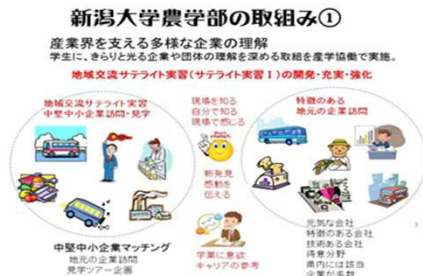 新潟大学農学部の取組み①
産業界を支える多様な企業の理解
学生に、きらりと光る企業や団体の理解を深める取組を産学協働で実施。
地域交流サテライト実習(サテライト実習Ⅰ)の開発・充実・強化
地域交流サテライト実習
中堅中小企業訪問・見学
現場を知る
自分で知る
現場で感じる
新発見
感動を
伝える
学業に意欲
キャリアの参考
特徴のある
地元の企業訪問
中堅中小企業マッチング
地元の企業訪問
見学ツアー企画
元気な会社
特徴のある会社
技術ある会社
得意分野
県内には該当
企業が多数